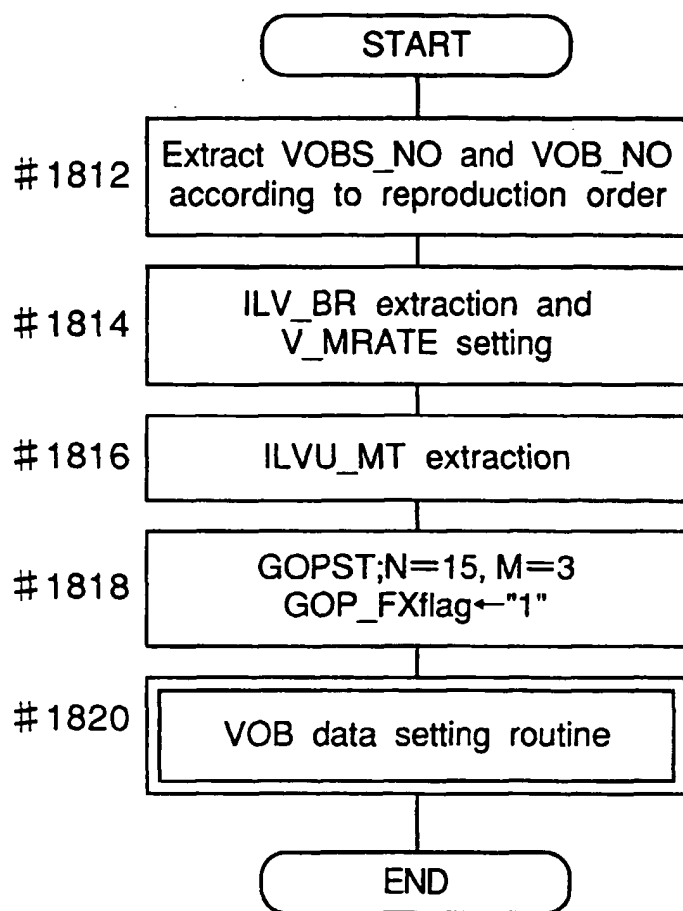 START
#1812
Extract VOBS_NO and VOB_NO
according to reproduction order
#1814
ILV_BR extraction and
V_MRATE setting
#1816
ILVU_MT extraction
#1818
GOPST;N=15, M=3
GOP_FXflag←"1"
#1820
VOB data setting routine
END